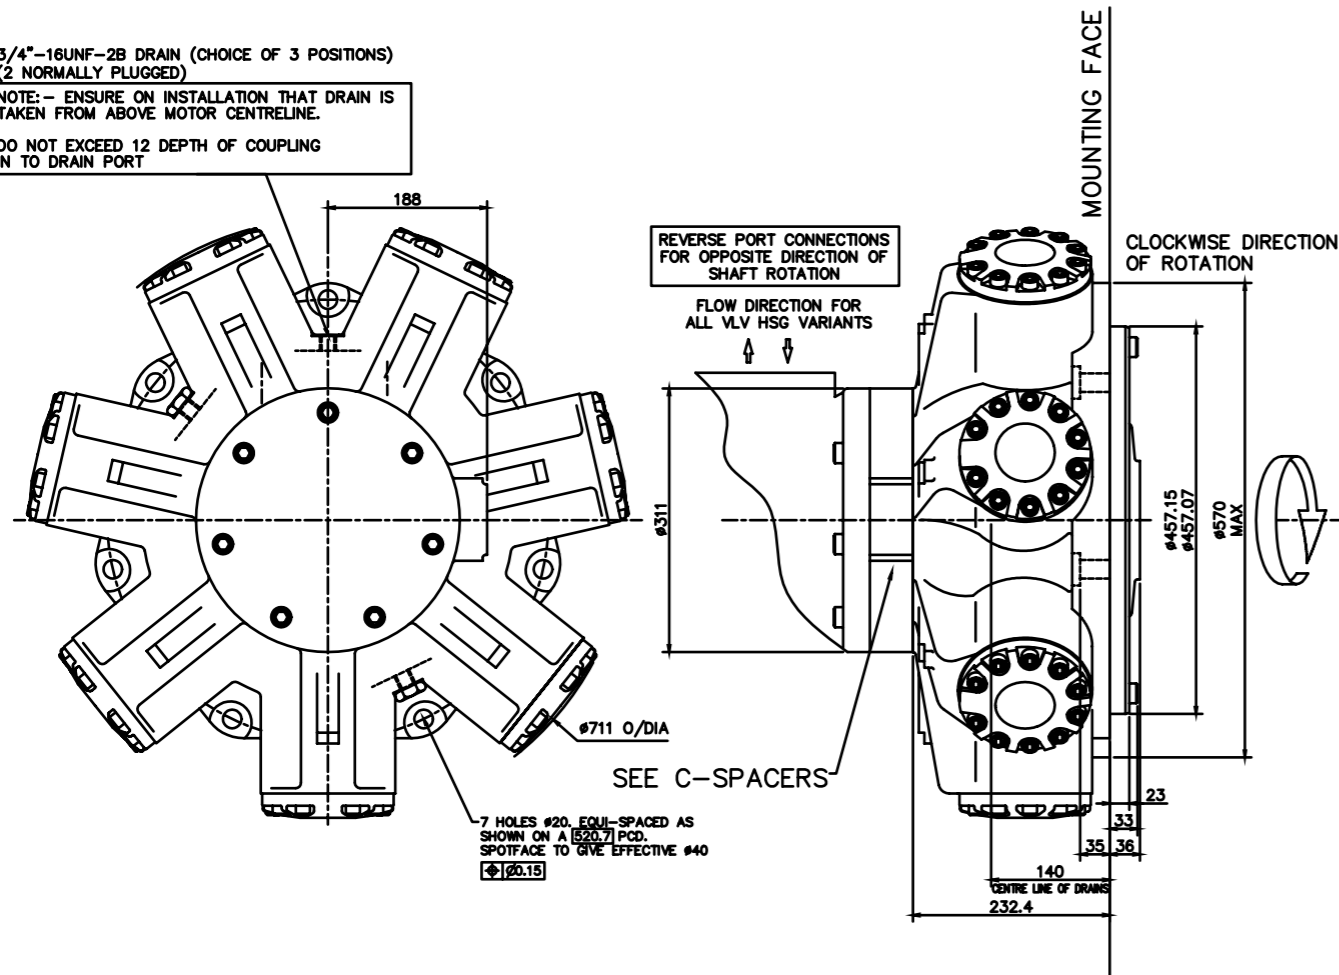 3/4"-16UNF-2B DRAIN (CHOICE OF 3 POSITIONS)
(2 NORMALLY PLUGGED)
NOTE:- ENSURE ON INSTALLATION THAT DRAIN IS
TAKEN FROM ABOVE MOTOR CENTRELINE.
DO NOT EXCEED 12 DEPTH OF COUPLING
IN TO DRAIN PORT
188
ø711 O/DIA
7 HOLES ø20. EQUI-SPACED AS
SHOWN ON A 520.7 PCD.
SPOTFACE TO GIVE EFFECTIVE ø40
⌖ Ø0.15
REVERSE PORT CONNECTIONS
FOR OPPOSITE DIRECTION OF
SHAFT ROTATION
FLOW DIRECTION FOR
ALL VLV HSG VARIANTS
ø311
SEE C-SPACERS
MOUNTING FACE
CLOCKWISE DIRECTION
OF ROTATION
ø457.15
ø457.07
ø570
MAX
23
33
35
36
140
CENTRE LINE OF DRAINS
232.4